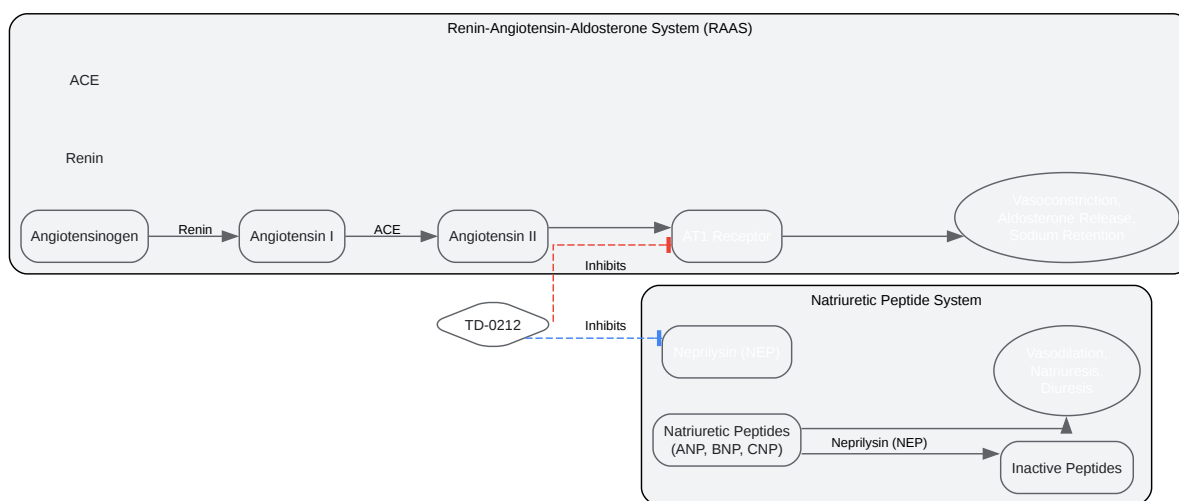 Renin-Angiotensin-Aldosterone System (RAAS)
ACE
Renin
Angiotensinogen
Renin
Angiotensin I
ACE
Angiotensin II
AT1 Receptor
Vasoconstriction,
Aldosterone Release,
Sodium Retention
Inhibits
TD-0212
Inhibits
Natriuretic Peptide System
Neprilysin (NEP)
Vasodilation,
Natriuresis,
Diuresis
Natriuretic Peptides
(ANP, BNP, CNP)
Neprilysin (NEP)
Inactive Peptides